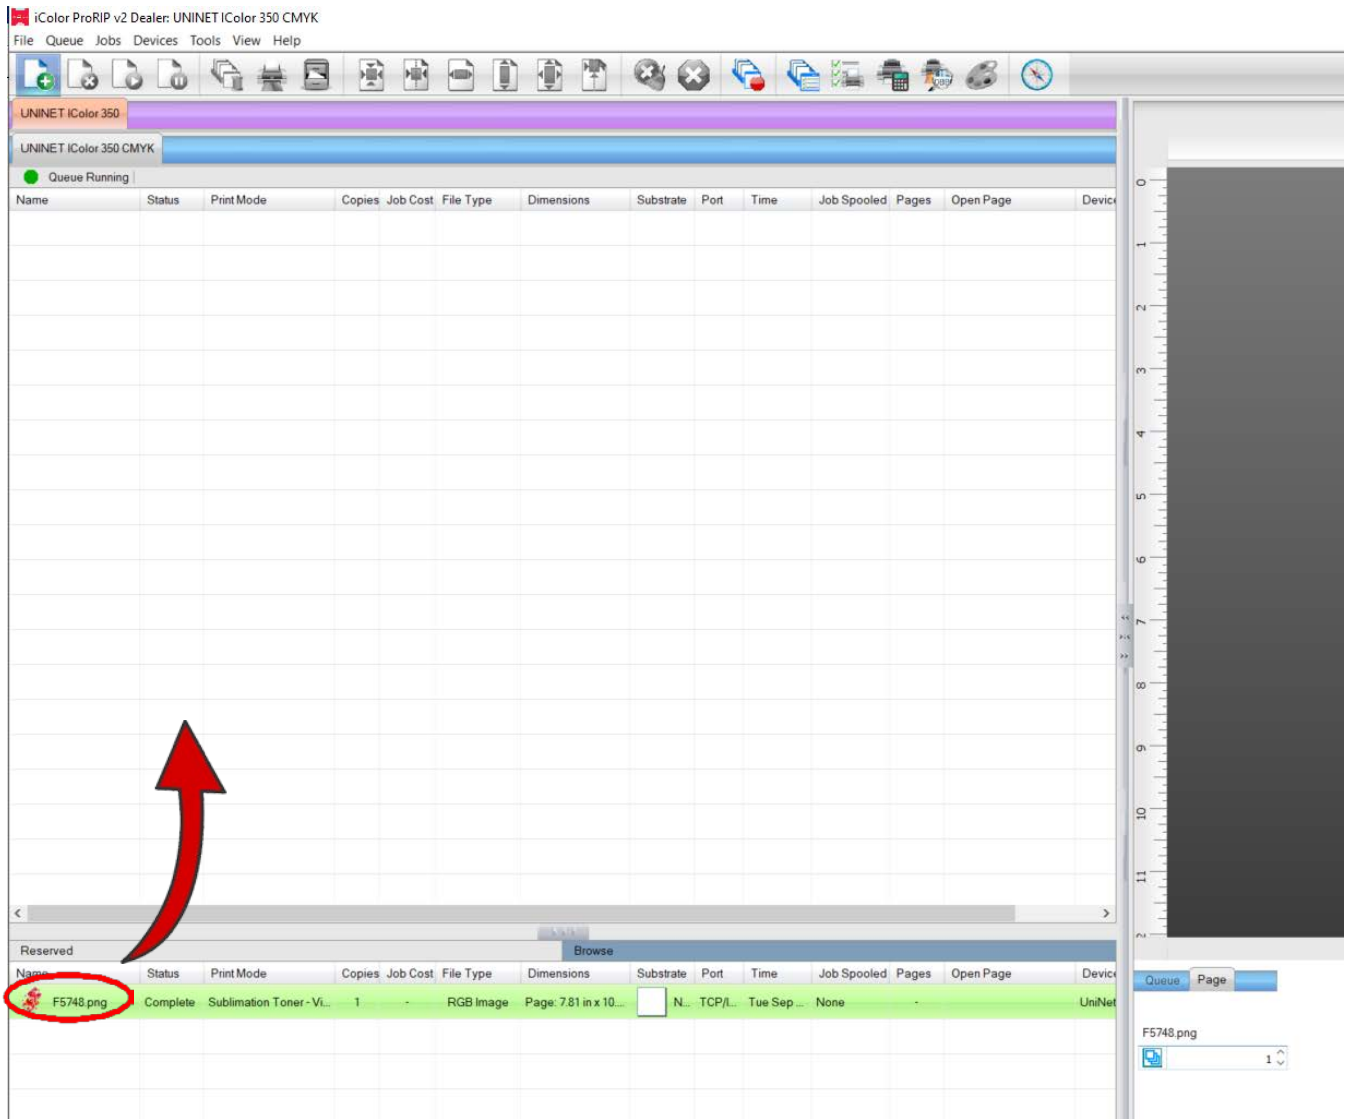 iColor ProRIP v2 Dealer: UNINET IColor 350 CMYK
File Queue Jobs Devices Tools View Help
UNINET IColor 350
UNINET IColor 350 CMYK
Queue Running
Name Status Print Mode Copies Job Cost File Type Dimensions Substrate Port Time Job Spooled Pages Open Page Device
0
1
2
3
4
5
6
7
8
9
10
11
Reserved Browse
Name Status Print Mode Copies Job Cost File Type Dimensions Substrate Port Time Job Spooled Pages Open Page Device
F5748.png Complete Sublimation Toner - Vi... 1 - RGB Image Page: 7.81 in x 10.... N... TCP/I... Tue Sep ... None - UniNet
Queue Page
F5748.png
1